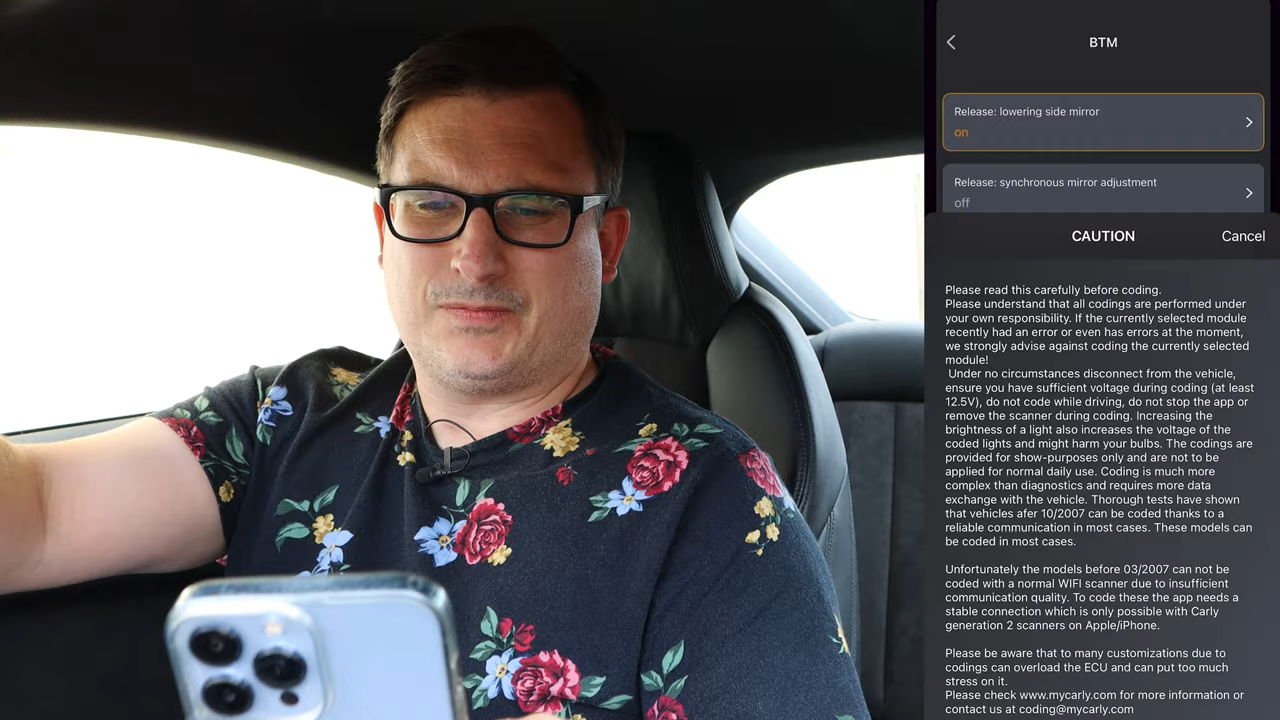 BTM
Release: lowering side mirror
on
Release: synchronous mirror adjustment
off
CAUTION
Cancel
Please read this carefully before coding.
Please understand that all codings are performed under
your own responsibility. If the currently selected module
recently had an error or even has errors at the moment,
we strongly advise against coding the currently selected
module!
Under no circumstances disconnect from the vehicle,
ensure you have sufficient voltage during coding (at least
12.5V), do not code while driving, do not stop the app or
remove the scanner during coding. Increasing the
brightness of a light also increases the voltage of the
coded lights and might harm your bulbs. The codings are
provided for show-purposes only and are not to be
applied for normal daily use. Coding is much more
complex than diagnostics and requires more data
exchange with the vehicle. Thorough tests have shown
that vehicles afer 10/2007 can be coded thanks to a
reliable communication in most cases. These models can
be coded in most cases.
Unfortunately the models before 03/2007 can not be
coded with a normal WIFI scanner due to insufficient
communication quality. To code these the app needs a
stable connection which is only possible with Carly
generation 2 scanners on Apple/iPhone.
Please be aware that to many customizations due to
codings can overload the ECU and can put too much
stress on it.
Please check www.mycarly.com for more information or
contact us at coding@mycarly.com